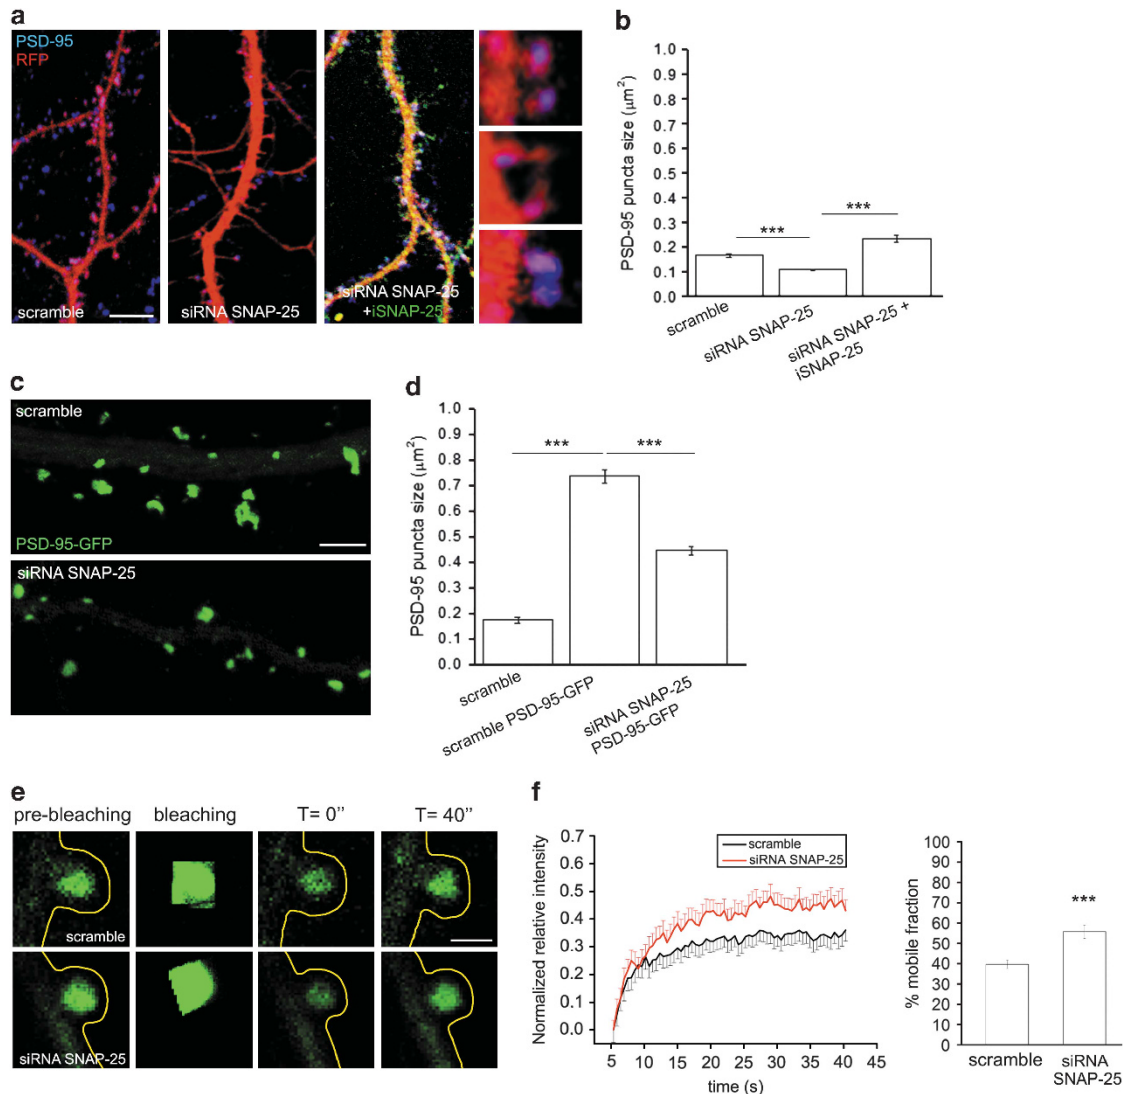 a
PSD-95
RFP
scramble
siRNA SNAP-25
siRNA SNAP-25
+iSNAP-25
b
PSD-95 puncta size (μm²)
1.0
0.9
0.8
0.7
0.6
0.5
0.4
0.3
0.2
0.1
0.0
***
***
scramble
siRNA SNAP-25
siRNA SNAP-25 +
iSNAP-25
c
scramble
PSD-95-GFP
siRNA SNAP-25
d
PSD-95 puncta size (μm²)
1.0
0.9
0.8
0.7
0.6
0.5
0.4
0.3
0.2
0.1
0.0
***
***
scramble
scramble PSD-95-GFP
siRNA SNAP-25
PSD-95-GFP
e
pre-bleaching
bleaching
T= 0’’
T= 40’’
scramble
siRNA SNAP-25
f
Normalized relative intensity
0.7
0.6
0.5
0.4
0.3
0.2
0.1
0.0
scramble
siRNA SNAP-25
5 10 15 20 25 30 35 40 45
time (s)
% mobile fraction
100
90
80
70
60
50
40
30
20
10
0
***
scramble
siRNA
SNAP-25